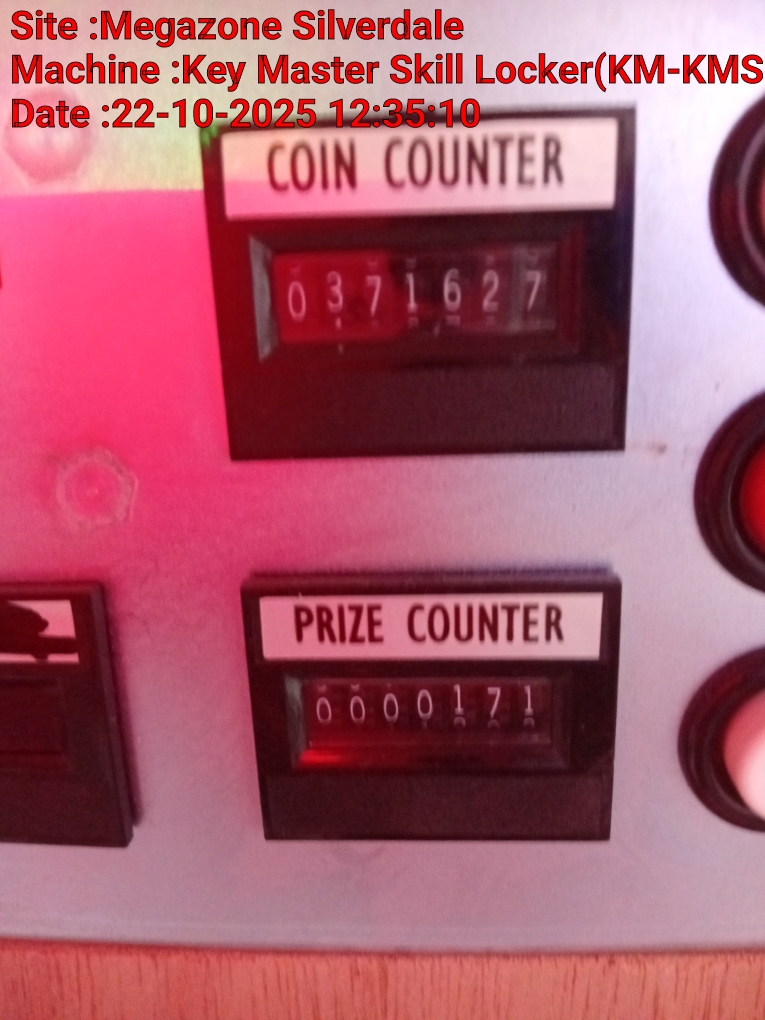 Site :Megazone Silverdale
Machine :Key Master Skill Locker(KM-KMS
Date :22-10-2025 12:35:10
COIN COUNTER
0371627
PRIZE COUNTER
0000171